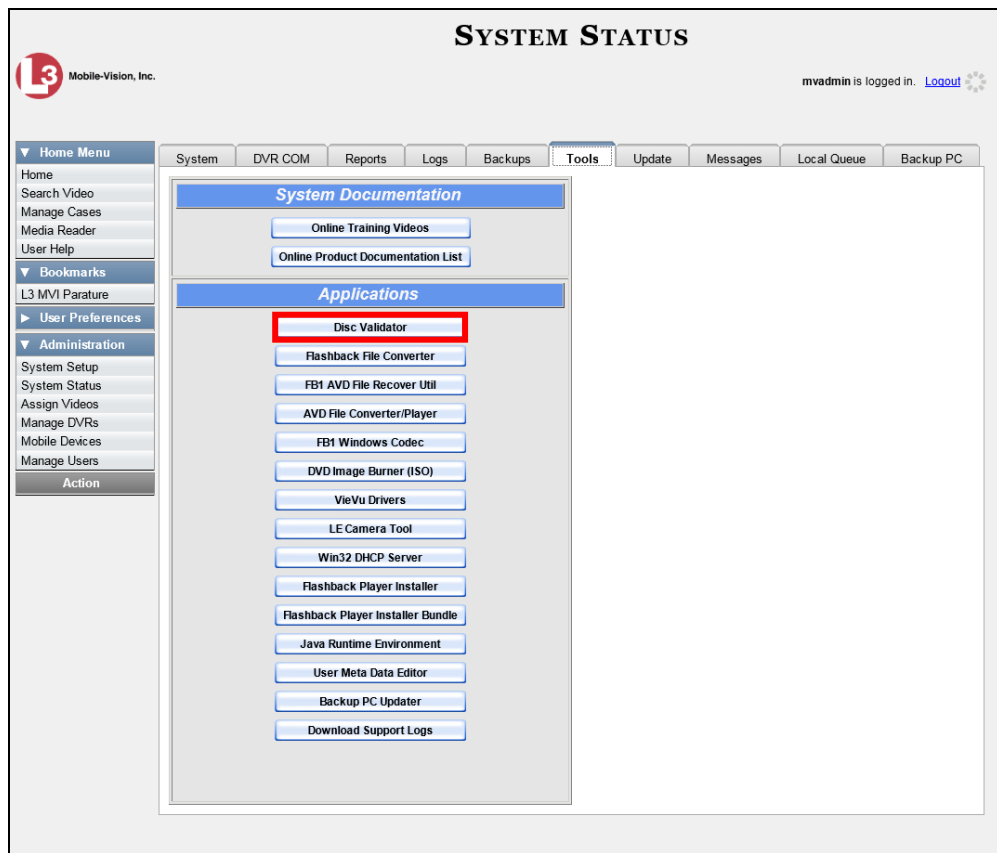 SYSTEM STATUS
L3 Mobile-Vision, Inc.
mvadmin is logged in. Logout
▼ Home Menu
Home
Search Video
Manage Cases
Media Reader
User Help
▼ Bookmarks
L3 MVI Parature
▶ User Preferences
▼ Administration
System Setup
System Status
Assign Videos
Manage DVRs
Mobile Devices
Manage Users
Action
System DVR COM Reports Logs Backups Tools Update Messages Local Queue Backup PC
System Documentation
Online Training Videos
Online Product Documentation List
Applications
Disc Validator
Flashback File Converter
FB1 AVD File Recover Util
AVD File Converter/Player
FB1 Windows Codec
DVD Image Burner (ISO)
VieVu Drivers
LE Camera Tool
Win32 DHCP Server
Flashback Player Installer
Flashback Player Installer Bundle
Java Runtime Environment
User Meta Data Editor
Backup PC Updater
Download Support Logs